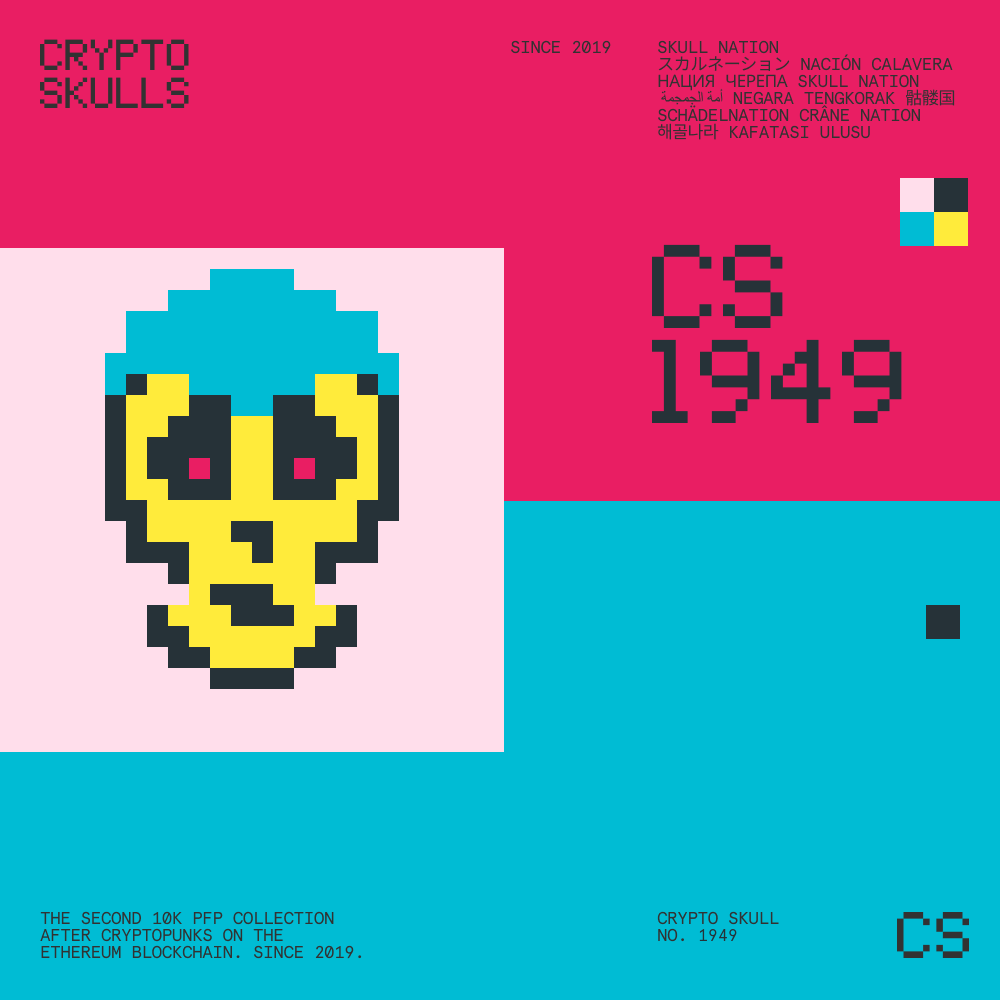 CRYPTO
SKULLS
SINCE 2019
SKULL NATION
スカルネーション NACIÓN CALAVERA
НАЦИЯ ЧЕРЕПА SKULL NATION
أمة الجمجمة NEGARA TENGKORAK 骷髅国
SCHÄDELNATION CRÂNE NATION
해골나라 KAFATASI ULUSU
CS
1949
THE SECOND 10K PFP COLLECTION
AFTER CRYPTOPUNKS ON THE
ETHEREUM BLOCKCHAIN. SINCE 2019.
CRYPTO SKULL
NO. 1949
CS